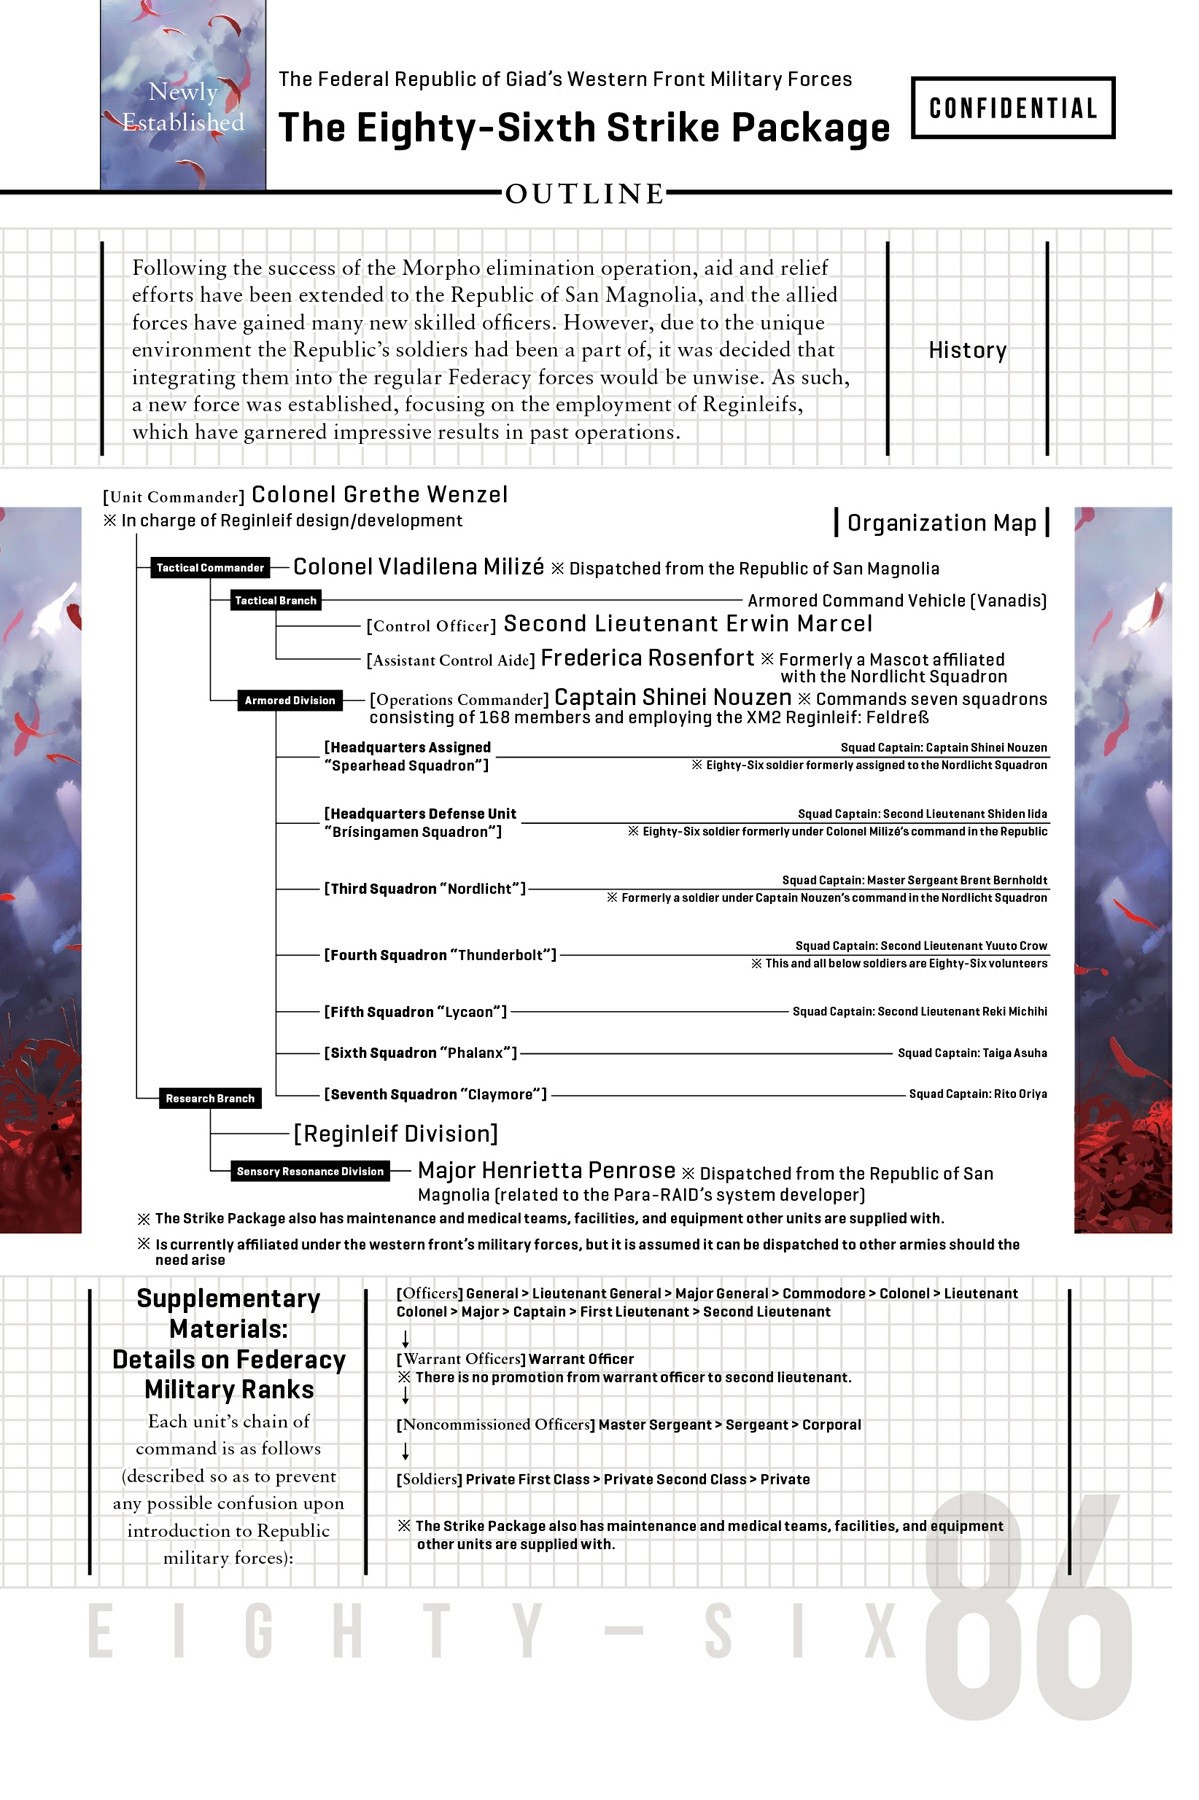 Newly
Established
The Federal Republic of Giad's Western Front Military Forces
The Eighty-Sixth Strike Package
CONFIDENTIAL
OUTLINE
Following the success of the Morpho elimination operation, aid and relief
efforts have been extended to the Republic of San Magnolia, and the allied
forces have gained many new skilled officers. However, due to the unique
environment the Republic's soldiers had been a part of, it was decided that
integrating them into the regular Federacy forces would be unwise. As such,
a new force was established, focusing on the employment of Reginleifs,
which have garnered impressive results in past operations.
History
[Unit Commander] Colonel Grethe Wenzel
※ In charge of Reginleif design/development
Organization Map
Tactical Commander Colonel Vladilena Milizé ※ Dispatched from the Republic of San Magnolia
Tactical Branch Armored Command Vehicle (Vanadis)
[Control Officer] Second Lieutenant Erwin Marcel
[Assistant Control Aide] Frederica Rosenfort ※ Formerly a Mascot affiliated
with the Nordlicht Squadron
Armored Division [Operations Commander] Captain Shinei Nouzen ※ Commands seven squadrons
consisting of 168 members and employing the XM2 Reginleif: Feldreß
[Headquarters Assigned
"Spearhead Squadron"]
Squad Captain: Captain Shinei Nouzen
※ Eighty-Six soldier formerly assigned to the Nordlicht Squadron
[Headquarters Defense Unit
"Brísingamen Squadron"]
Squad Captain: Second Lieutenant Shiden Iida
※ Eighty-Six soldier formerly under Colonel Milizé's command in the Republic
[Third Squadron "Nordlicht"]
Squad Captain: Master Sergeant Brent Bernholdt
※ Formerly a soldier under Captain Nouzen's command in the Nordlicht Squadron
[Fourth Squadron "Thunderbolt"]
Squad Captain: Second Lieutenant Yuuto Crow
※ This and all below soldiers are Eighty-Six volunteers
[Fifth Squadron "Lycaon"] Squad Captain: Second Lieutenant Reki Michihi
[Sixth Squadron "Phalanx"] Squad Captain: Taiga Asuha
[Seventh Squadron "Claymore"] Squad Captain: Rito Oriya
Research Branch
[Reginleif Division]
Sensory Resonance Division Major Henrietta Penrose ※ Dispatched from the Republic of San
Magnolia (related to the Para-RAID's system developer)
※ The Strike Package also has maintenance and medical teams, facilities, and equipment other units are supplied with.
※ Is currently affiliated under the western front's military forces, but it is assumed it can be dispatched to other armies should the
need arise
Supplementary
Materials:
Details on Federacy
Military Ranks
Each unit's chain of
command is as follows
(described so as to prevent
any possible confusion upon
introduction to Republic
military forces):
[Officers] General > Lieutenant General > Major General > Commodore > Colonel > Lieutenant
Colonel > Major > Captain > First Lieutenant > Second Lieutenant
↓
[Warrant Officers] Warrant Officer
※ There is no promotion from warrant officer to second lieutenant.
↓
[Noncommissioned Officers] Master Sergeant > Sergeant > Corporal
↓
[Soldiers] Private First Class > Private Second Class > Private
※ The Strike Package also has maintenance and medical teams, facilities, and equipment
other units are supplied with.
EIGHTY-SIX
86